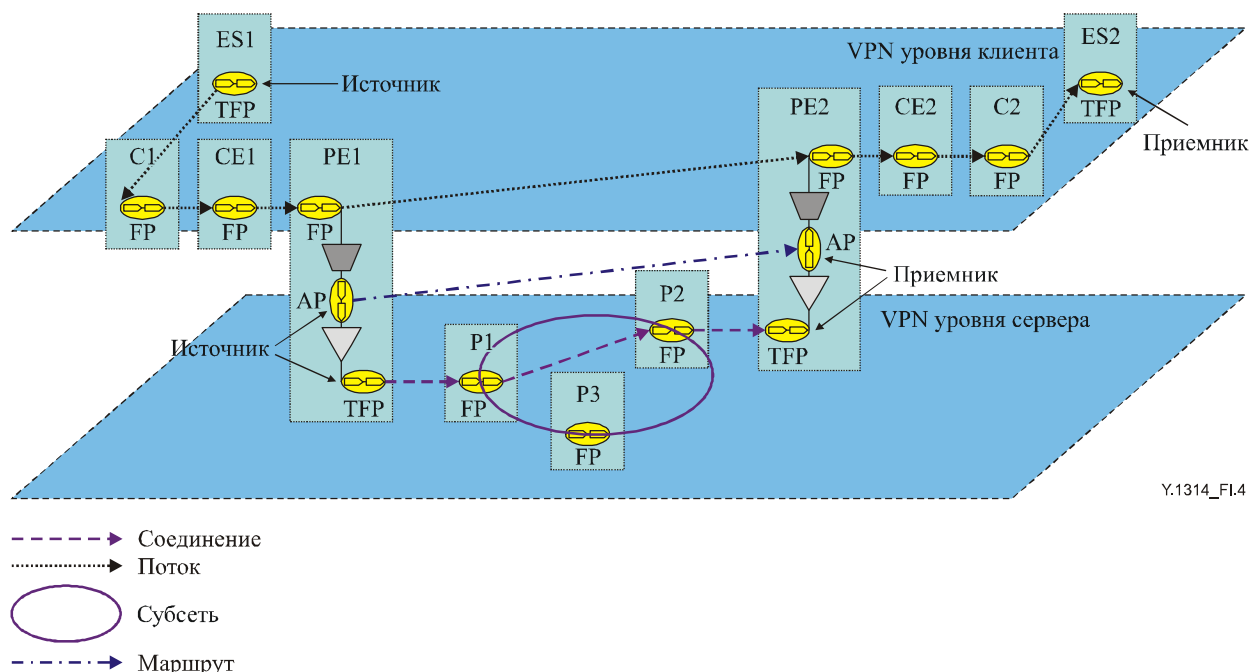 ES1
VPN уровня клиента
ES2
Источник
TFP
TFP
PE2
CE2
C2
Приемник
C1
CE1
PE1
FP
FP
FP
FP
FP
FP
AP
Приемник
AP
P2
VPN уровня сервера
Источник
P1
FP
TFP
TFP
FP
P3
FP
Y.1314_FI.4
Соединение
Поток
Субсеть
Маршрут